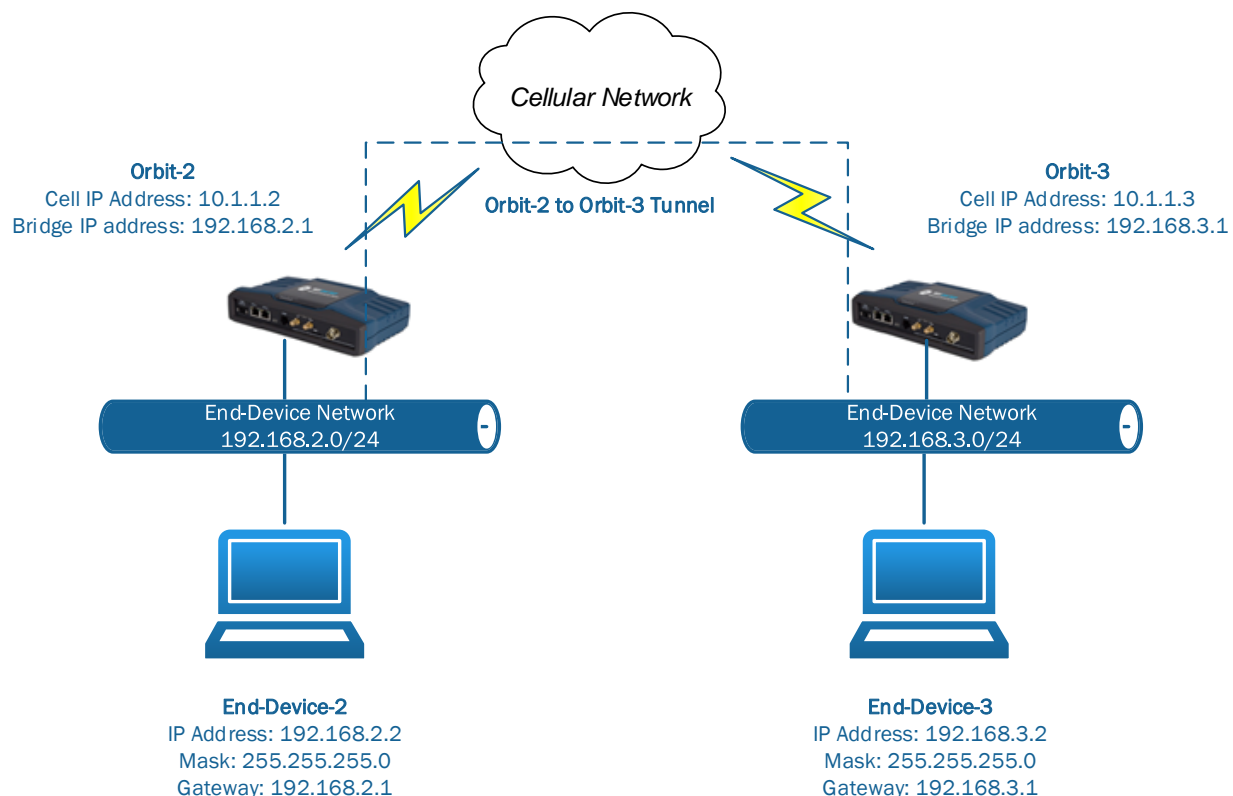 Cellular Network
Orbit-2
Cell IP Address: 10.1.1.2
Bridge IP address: 192.168.2.1
Orbit-2 to Orbit-3 Tunnel
Orbit-3
Cell IP Address: 10.1.1.3
Bridge IP address: 192.168.3.1
End-Device Network
192.168.2.0/24
End-Device Network
192.168.3.0/24
End-Device-2
IP Address: 192.168.2.2
Mask: 255.255.255.0
Gateway: 192.168.2.1
End-Device-3
IP Address: 192.168.3.2
Mask: 255.255.255.0
Gateway: 192.168.3.1